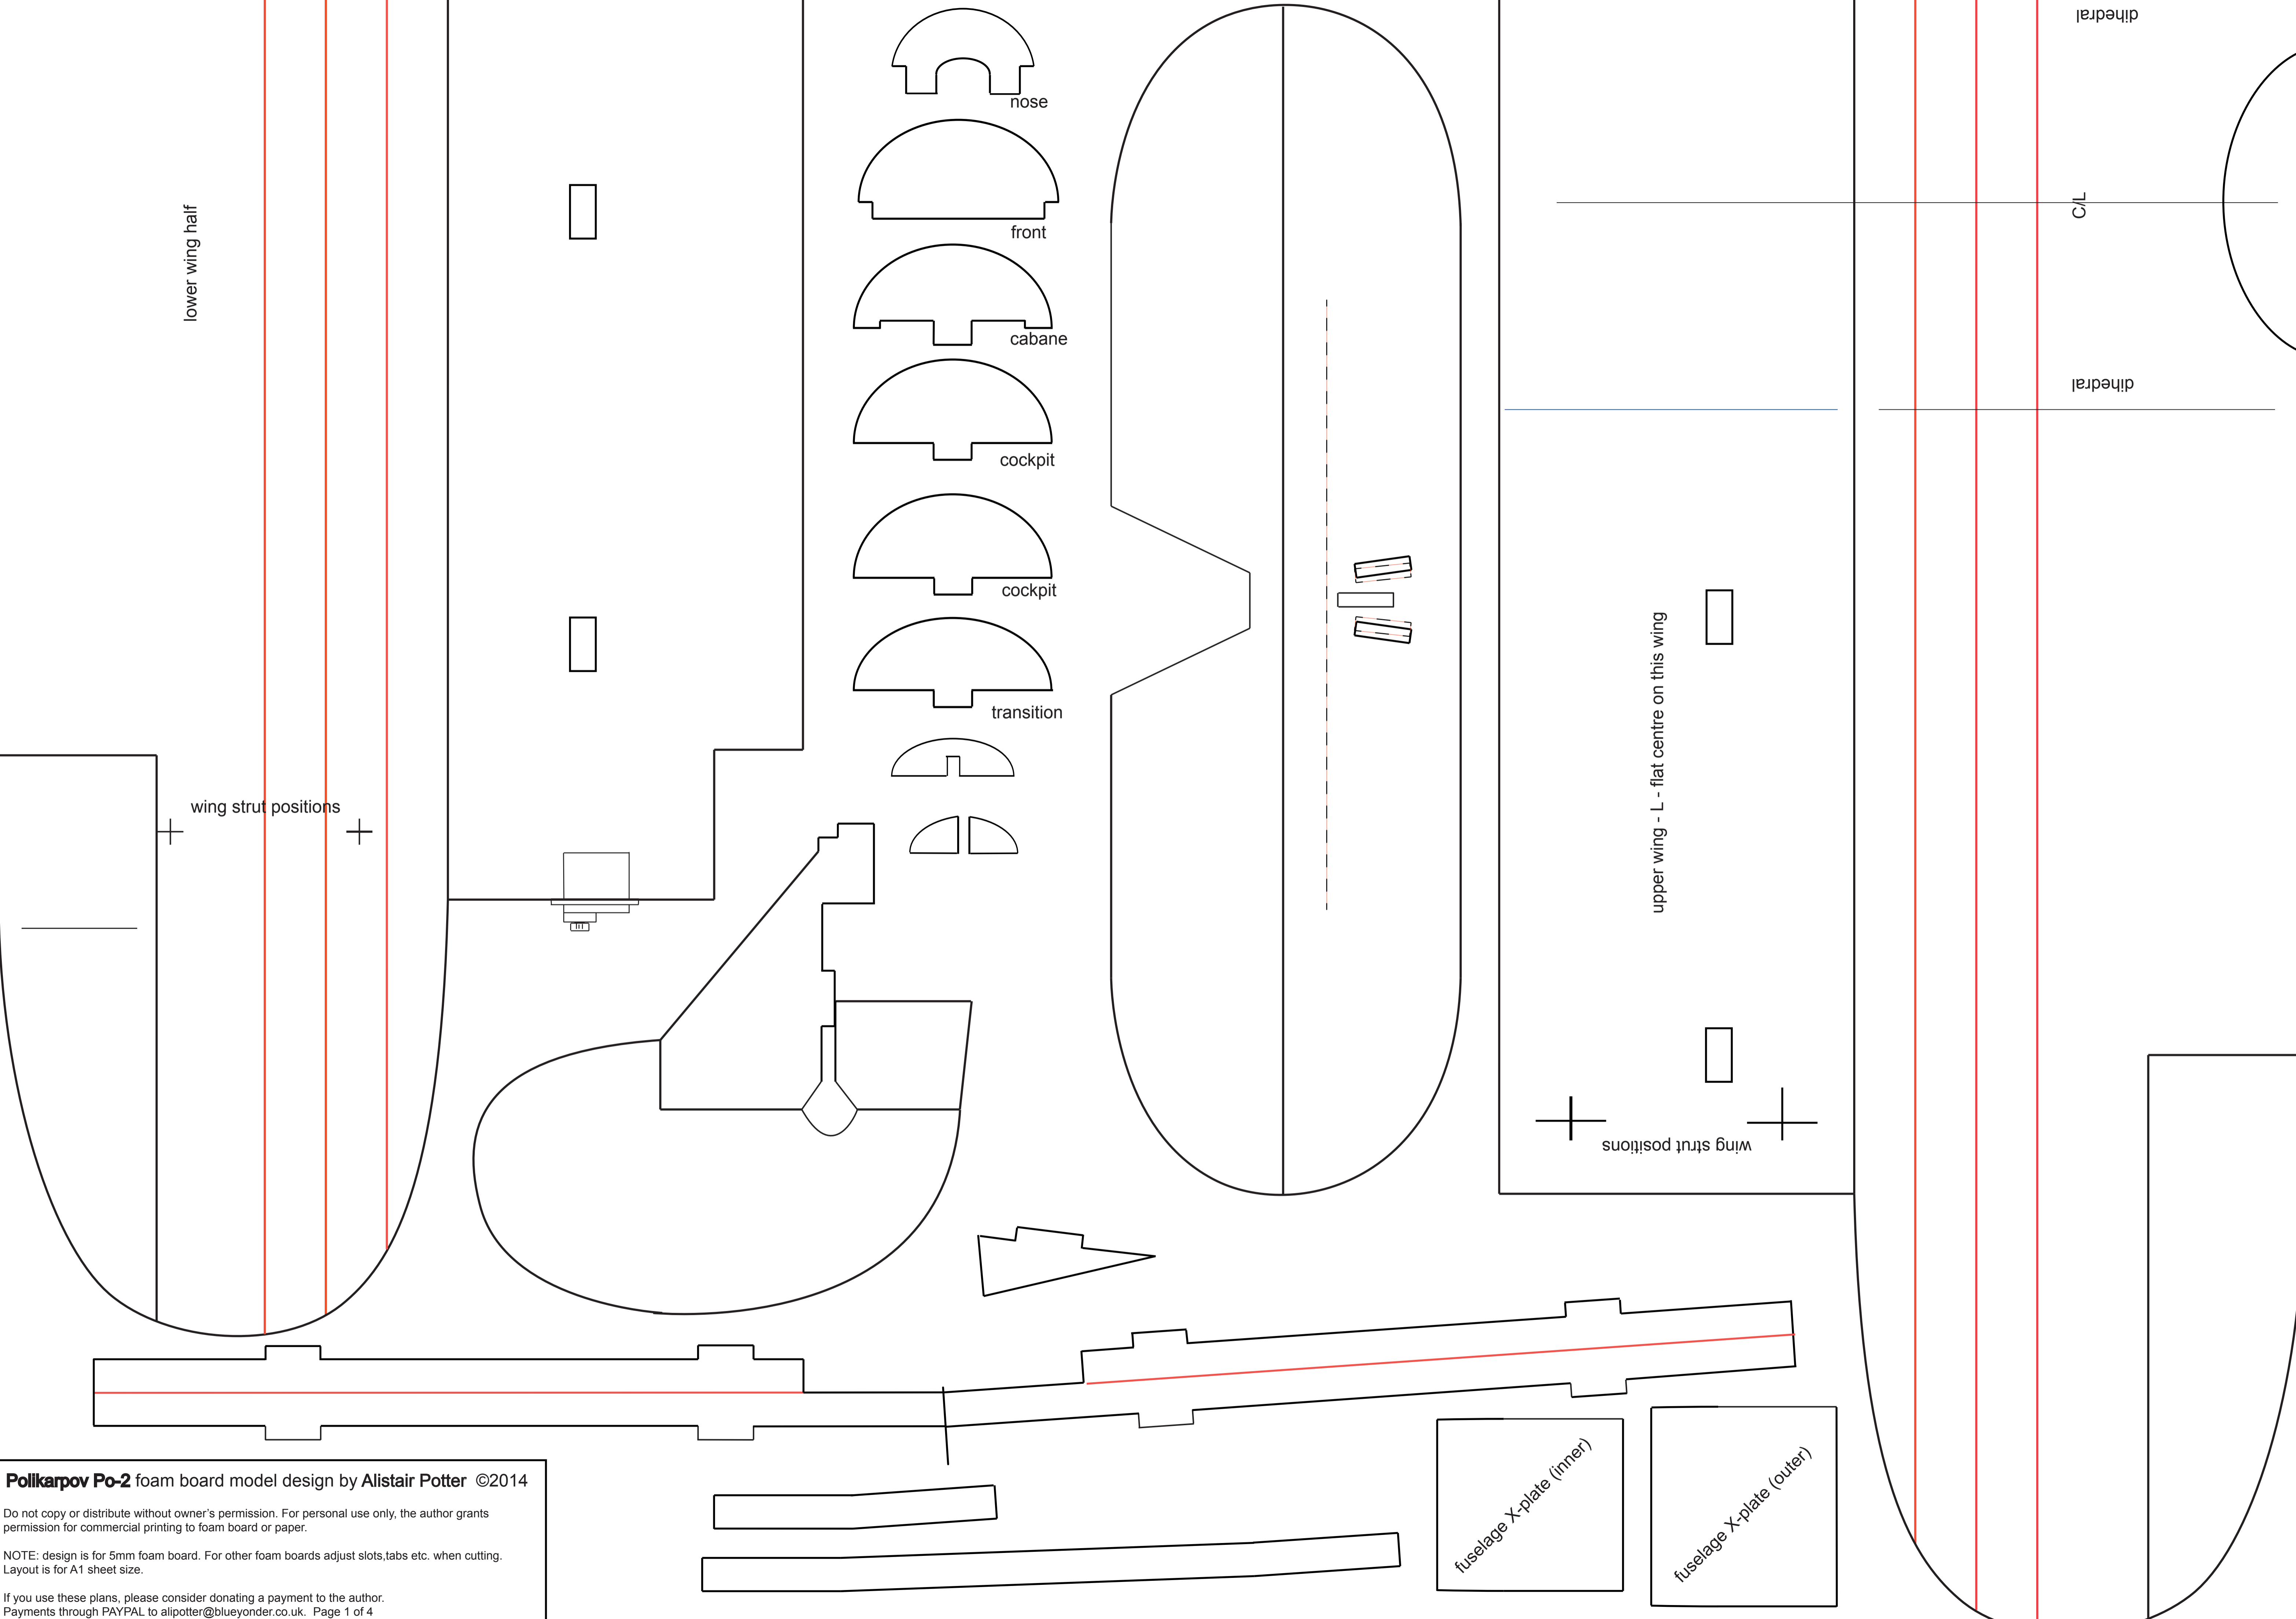 dihedral
nose
lower wing half
C/L
front
cabane
dihedral
cockpit
cockpit
upper wing - L - flat centre on this wing
transition
wing strut positions
wing strut positions
fuselage X-plate (inner)
fuselage X-plate (outer)
Polikarpov Po-2 foam board model design by Alistair Potter ©2014
Do not copy or distribute without owner's permission. For personal use only, the author grants
permission for commercial printing to foam board or paper.
NOTE: design is for 5mm foam board. For other foam boards adjust slots,tabs etc. when cutting.
Layout is for A1 sheet size.
If you use these plans, please consider donating a payment to the author.
Payments through PAYPAL to alipotter@blueyonder.co.uk. Page 1 of 4